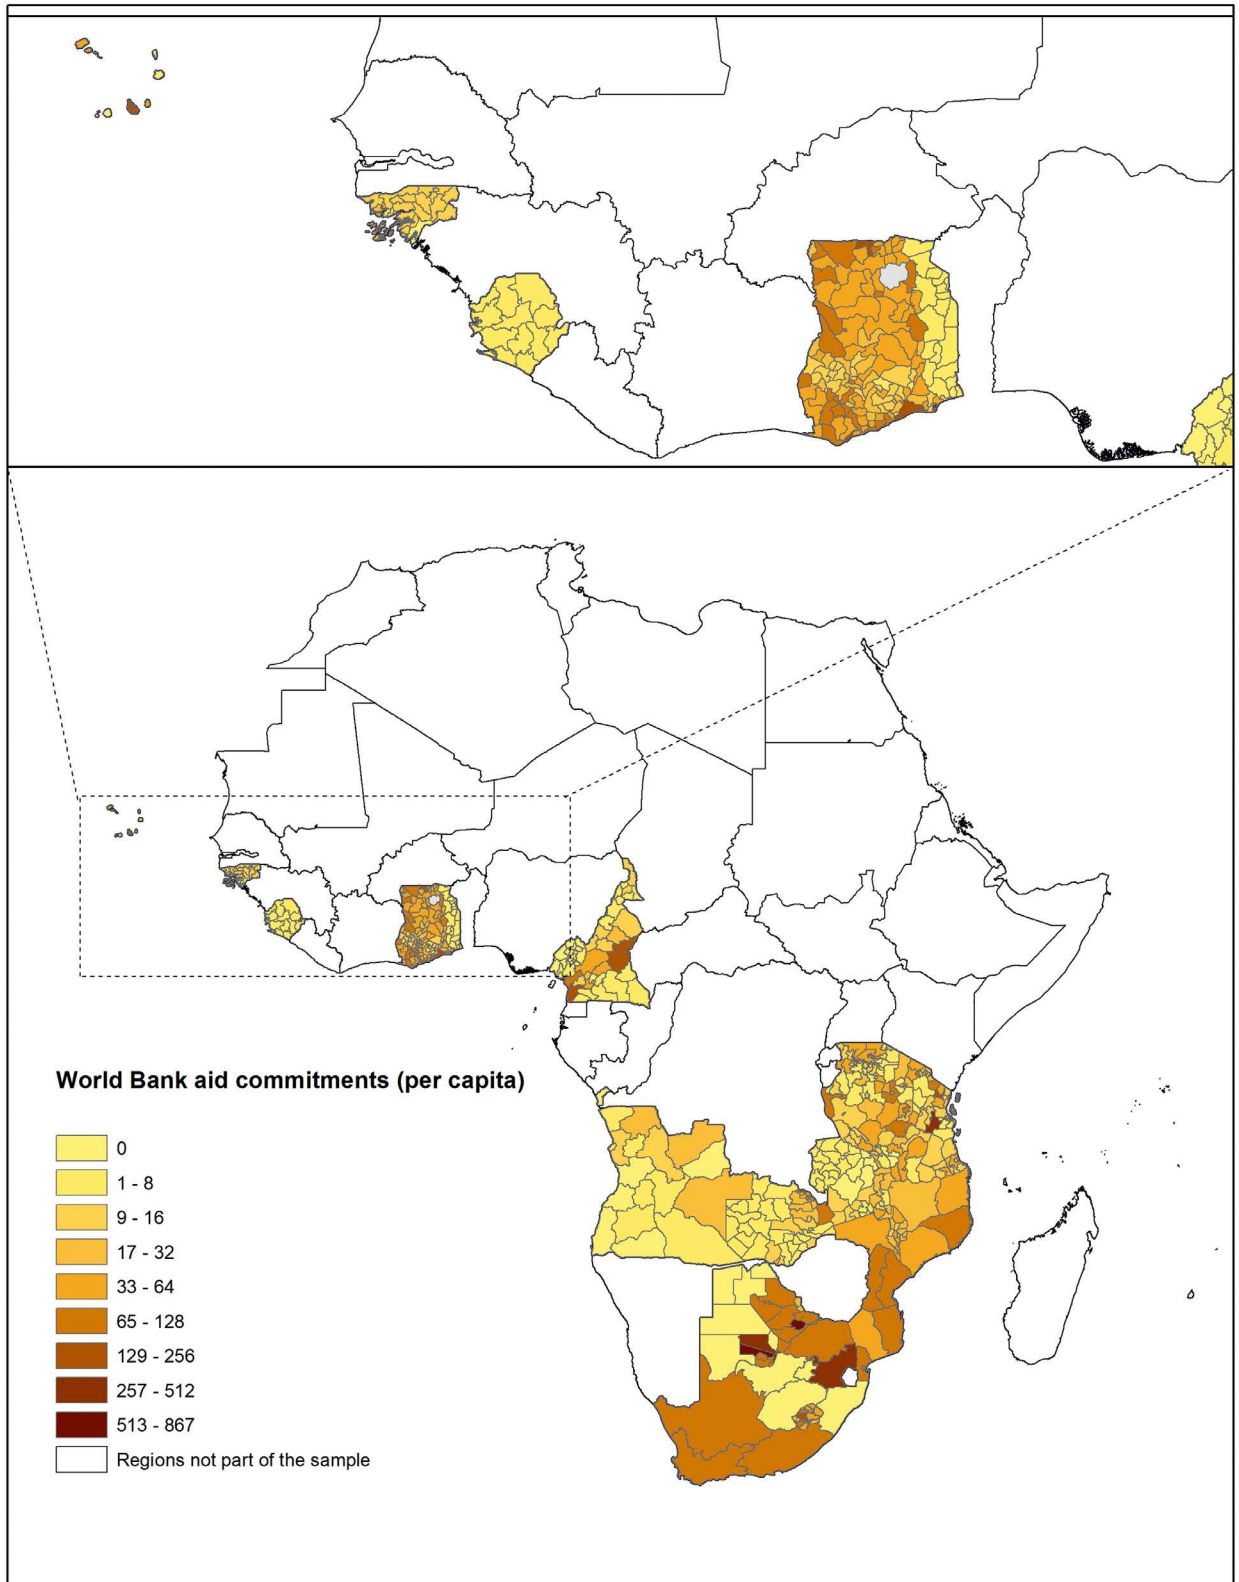 World Bank aid commitments (per capita)
0
1 - 8
9 - 16
17 - 32
33 - 64
65 - 128
129 - 256
257 - 512
513 - 867
Regions not part of the sample